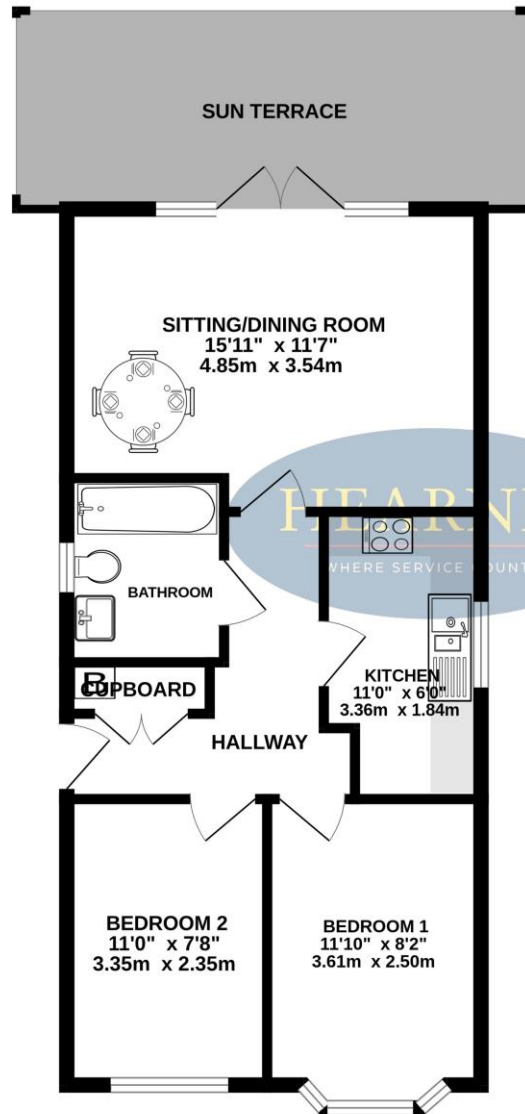 SUN TERRACE
SITTING/DINING ROOM
15'11" x 11'7"
4.85m x 3.54m
HEARN
WHERE SERVICE COUNT
BATHROOM
B
CUPBOARD
KITCHEN
11'0" x 6'0"
3.36m x 1.84m
HALLWAY
BEDROOM 2
11'0" x 7'8"
3.35m x 2.35m
BEDROOM 1
11'10" x 8'2"
3.61m x 2.50m